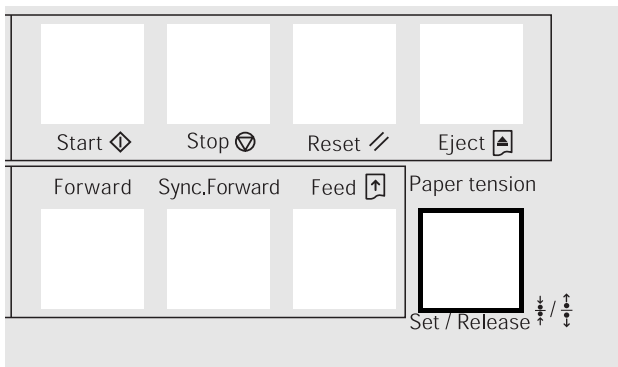 Start Stop Reset Eject
Forward Sync.Forward Feed Paper tension
Set / Release /